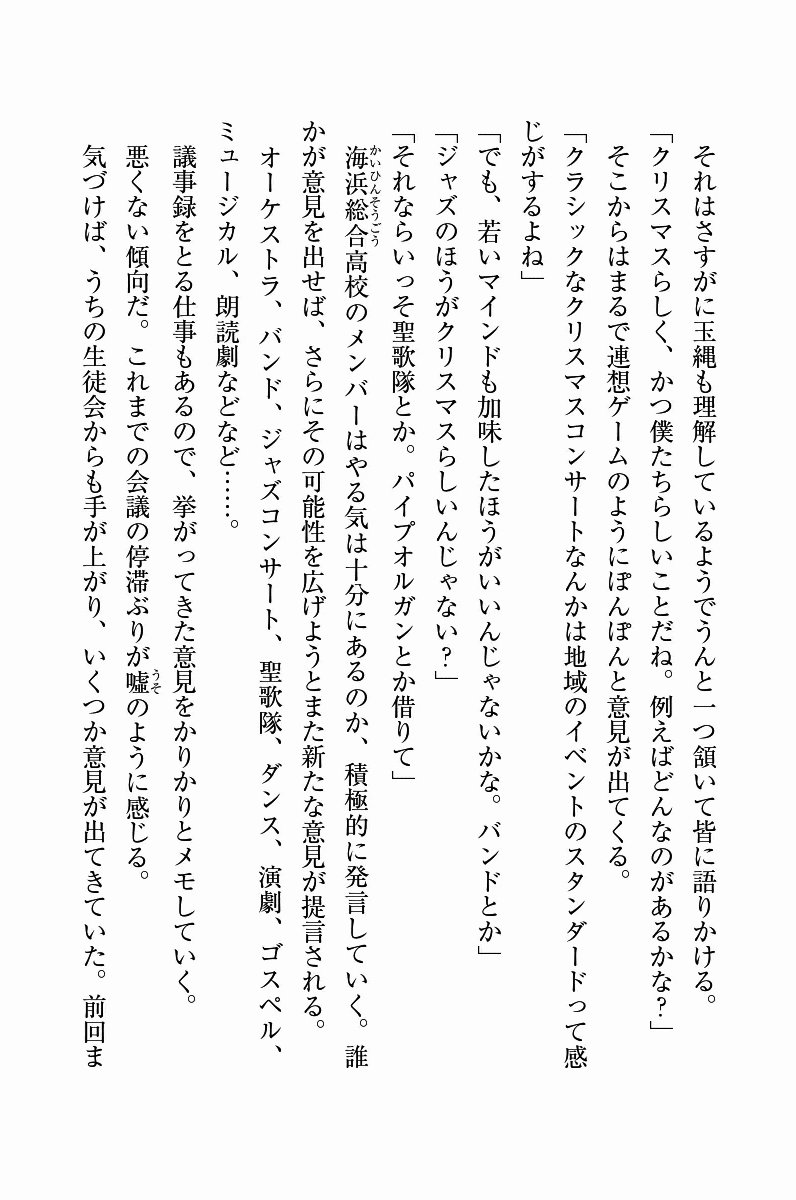 それはさすがに玉縄も理解しているようでうんと一つ頷いて皆に語りかける。
「クリスマスらしく、かつ僕たちらしいことだね。例えばどんなのがあるかな？」
そこからはまるで連想ゲームのようにぽんぽんと意見が出てくる。
「クラシックなクリスマスコンサートなんかは地域のイベントのスタンダードって感
じがするよね」
「でも、若いマインドも加味したほうがいいんじゃないかな。バンドとか」
「ジャズのほうがクリスマスらしいんじゃない？」
「それならいっそ聖歌隊とか。パイプオルガンとか借りて」
海浜総合高校のメンバーはやる気は十分にあるのか、積極的に発言していく。誰
かいひんそうごう
かが意見を出せば、さらにその可能性を広げようとまた新たな意見が提言される。
オーケストラ、バンド、ジャズコンサート、聖歌隊、ダンス、演劇、ゴスペル、
ミュージカル、朗読劇などなど……。
議事録をとる仕事もあるので、挙がってきた意見をかりかりとメモしていく。
悪くない傾向だ。これまでの会議の停滞ぶりが嘘のように感じる。
うそ
気づけば、うちの生徒会からも手が上がり、いくつか意見が出てきていた。前回ま